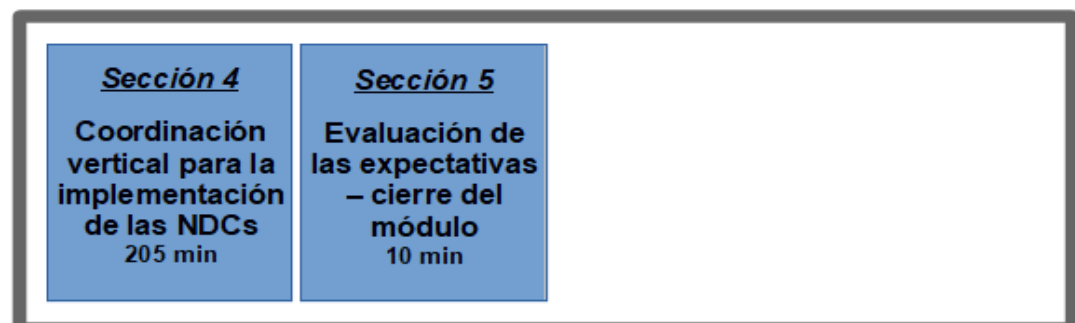 Sección 4
Coordinación
vertical para la
implementación
de las NDCs
205 min
Sección 5
Evaluación de
las expectativas
– cierre del
módulo
10 min